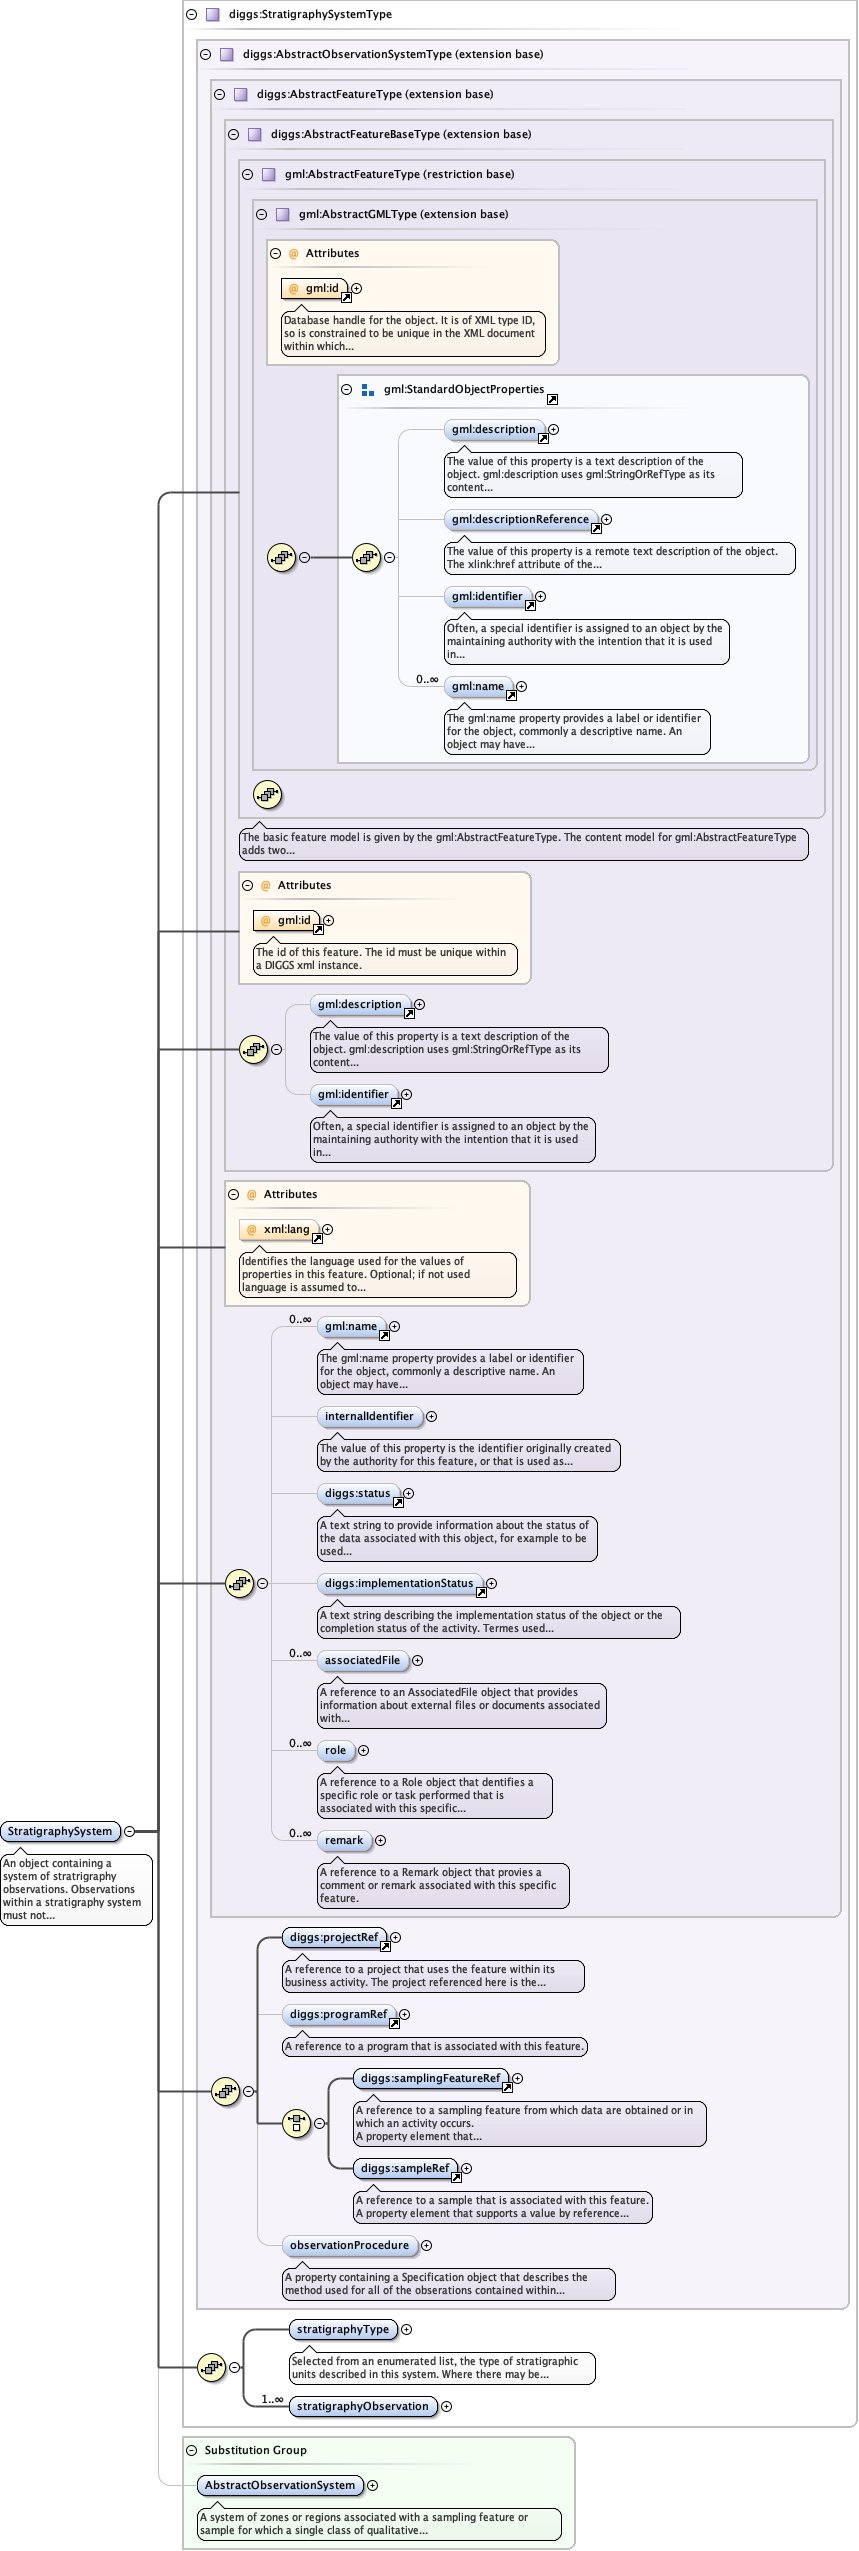 diggs:StratigraphySystemType
diggs:AbstractObservationSystemType (extension base)
diggs:AbstractFeatureType (extension base)
diggs:AbstractFeatureBaseType (extension base)
gml:AbstractFeatureType (restriction base)
gml:AbstractGMLType (extension base)
@ Attributes
@ gml:id
Database handle for the object. It is of XML type ID,
so is constrained to be unique in the XML document
within which...
gml:StandardObjectProperties
gml:description
The value of this property is a text description of the
object. gml:description uses gml:StringOrRefType as its
content...
gml:descriptionReference
The value of this property is a remote text description of the object.
The xlink:href attribute of the...
gml:identifier
Often, a special identifier is assigned to an object by the
maintaining authority with the intention that it is used
in...
0..∞
gml:name
The gml:name property provides a label or identifier
for the object, commonly a descriptive name. An
object may have...
The basic feature model is given by the gml:AbstractFeatureType. The content model for gml:AbstractFeatureType
adds two...
@ Attributes
@ gml:id
The id of this feature. The id must be unique within
a DIGGS xml instance.
gml:description
The value of this property is a text description of the
object. gml:description uses gml:StringOrRefType as its
content...
gml:identifier
Often, a special identifier is assigned to an object by the
maintaining authority with the intention that it is used
in...
@ Attributes
@ xml:lang
Identifies the language used for the values of
properties in this feature. Optional; if not used
language is assumed to...
0..∞
gml:name
The gml:name property provides a label or identifier
for the object, commonly a descriptive name. An
object may have...
internalIdentifier
The value of this property is the identifier originally created
by the authority for this feature, or that is used as...
diggs:status
A text string to provide information about the status of
the data associated with this object, for example to be
used...
diggs:implementationStatus
A text string describing the implementation status of the object or the
completion status of the activity. Termes used...
0..∞
associatedFile
A reference to an AssociatedFile object that provides
information about external files or documents associated
with...
0..∞
role
A reference to a Role object that dentifies a
specific role or task performed that is
associated with this specific...
0..∞
remark
A reference to a Remark object that provies a
comment or remark associated with this specific
feature.
StratigraphySystem
An object containing a
system of stratrigraphy
observations. Observations
within a stratigraphy system
must not...
diggs:projectRef
A reference to a project that uses the feature within its
business activity. The project referenced here is the...
diggs:programRef
A reference to a program that is associated with this feature.
diggs:samplingFeatureRef
A reference to a sampling feature from which data are obtained or in
which an activity occurs.
A property element that...
diggs:sampleRef
A reference to a sample that is associated with this feature.
A property element that supports a value by reference...
observationProcedure
A property containing a Specification object that describes the
method used for all of the obserations contained within...
stratigraphyType
Selected from an enumerated list, the type of stratigraphic
units described in this system. Where there may be...
1..∞
stratigraphyObservation
Substitution Group
AbstractObservationSystem
A system of zones or regions associated with a sampling feature or
sample for which a single class of qualitative...